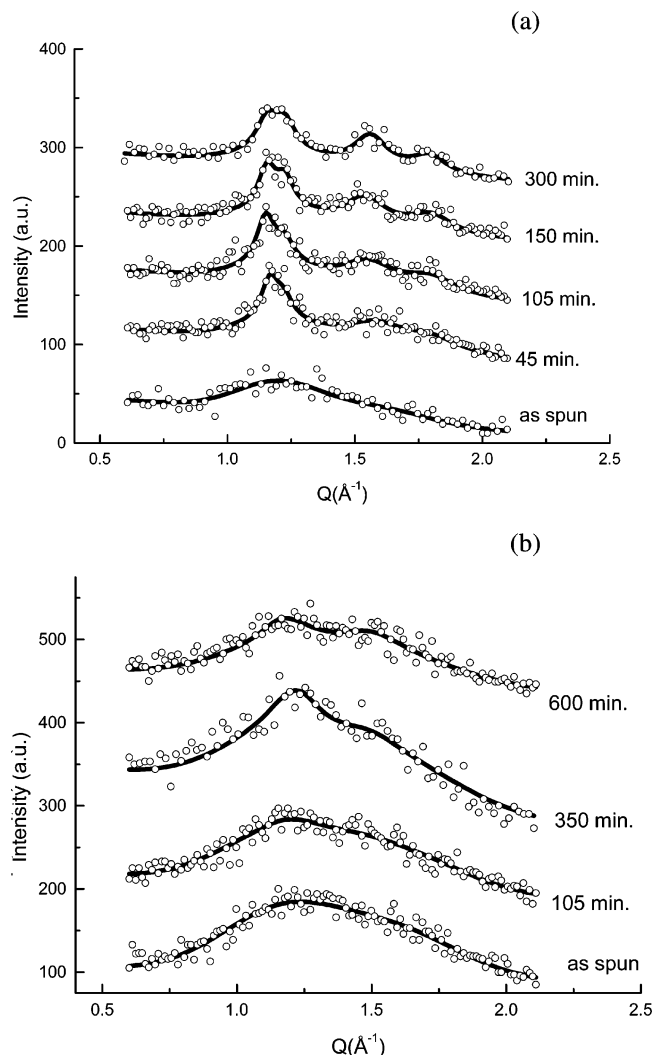 (a)
400
300
200
100
0
Intensity (a.u.)
300 min.
150 min.
105 min.
45 min.
as spun
0.5 1.0 1.5 2.0 2.5
Q(Å-1)
(b)
500
400
300
200
100
Intensity (a.u.)
600 min.
350 min.
105 min.
as spun
0.5 1.0 1.5 2.0 2.5
Q(Å-1)